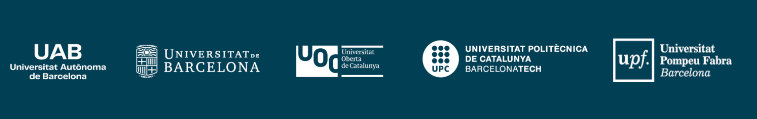 UAB
Universitat Autònoma
de Barcelona
UNIVERSITAT DE
BARCELONA
UOC
Universitat
Oberta
de Catalunya
UPC
UNIVERSITAT POLITÈCNICA
DE CATALUNYA
BARCELONATECH
upf.
Universitat
Pompeu Fabra
Barcelona